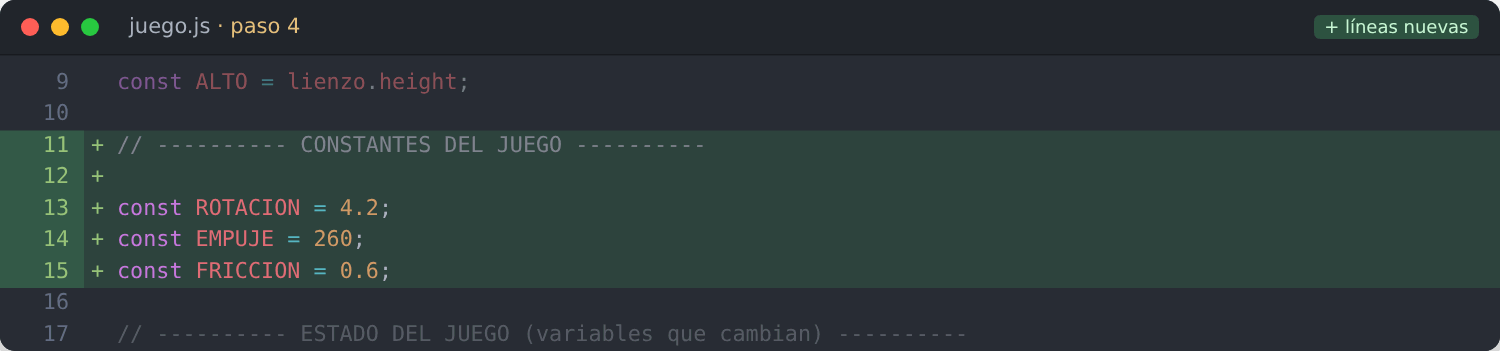 juego.js · paso 4
+ líneas nuevas
9 const ALTO = lienzo.height;
10
11 + // ---------- CONSTANTES DEL JUEGO ----------
12 +
13 + const ROTACION = 4.2;
14 + const EMPUJE = 260;
15 + const FRICCION = 0.6;
16
17 // ---------- ESTADO DEL JUEGO (variables que cambian) ----------